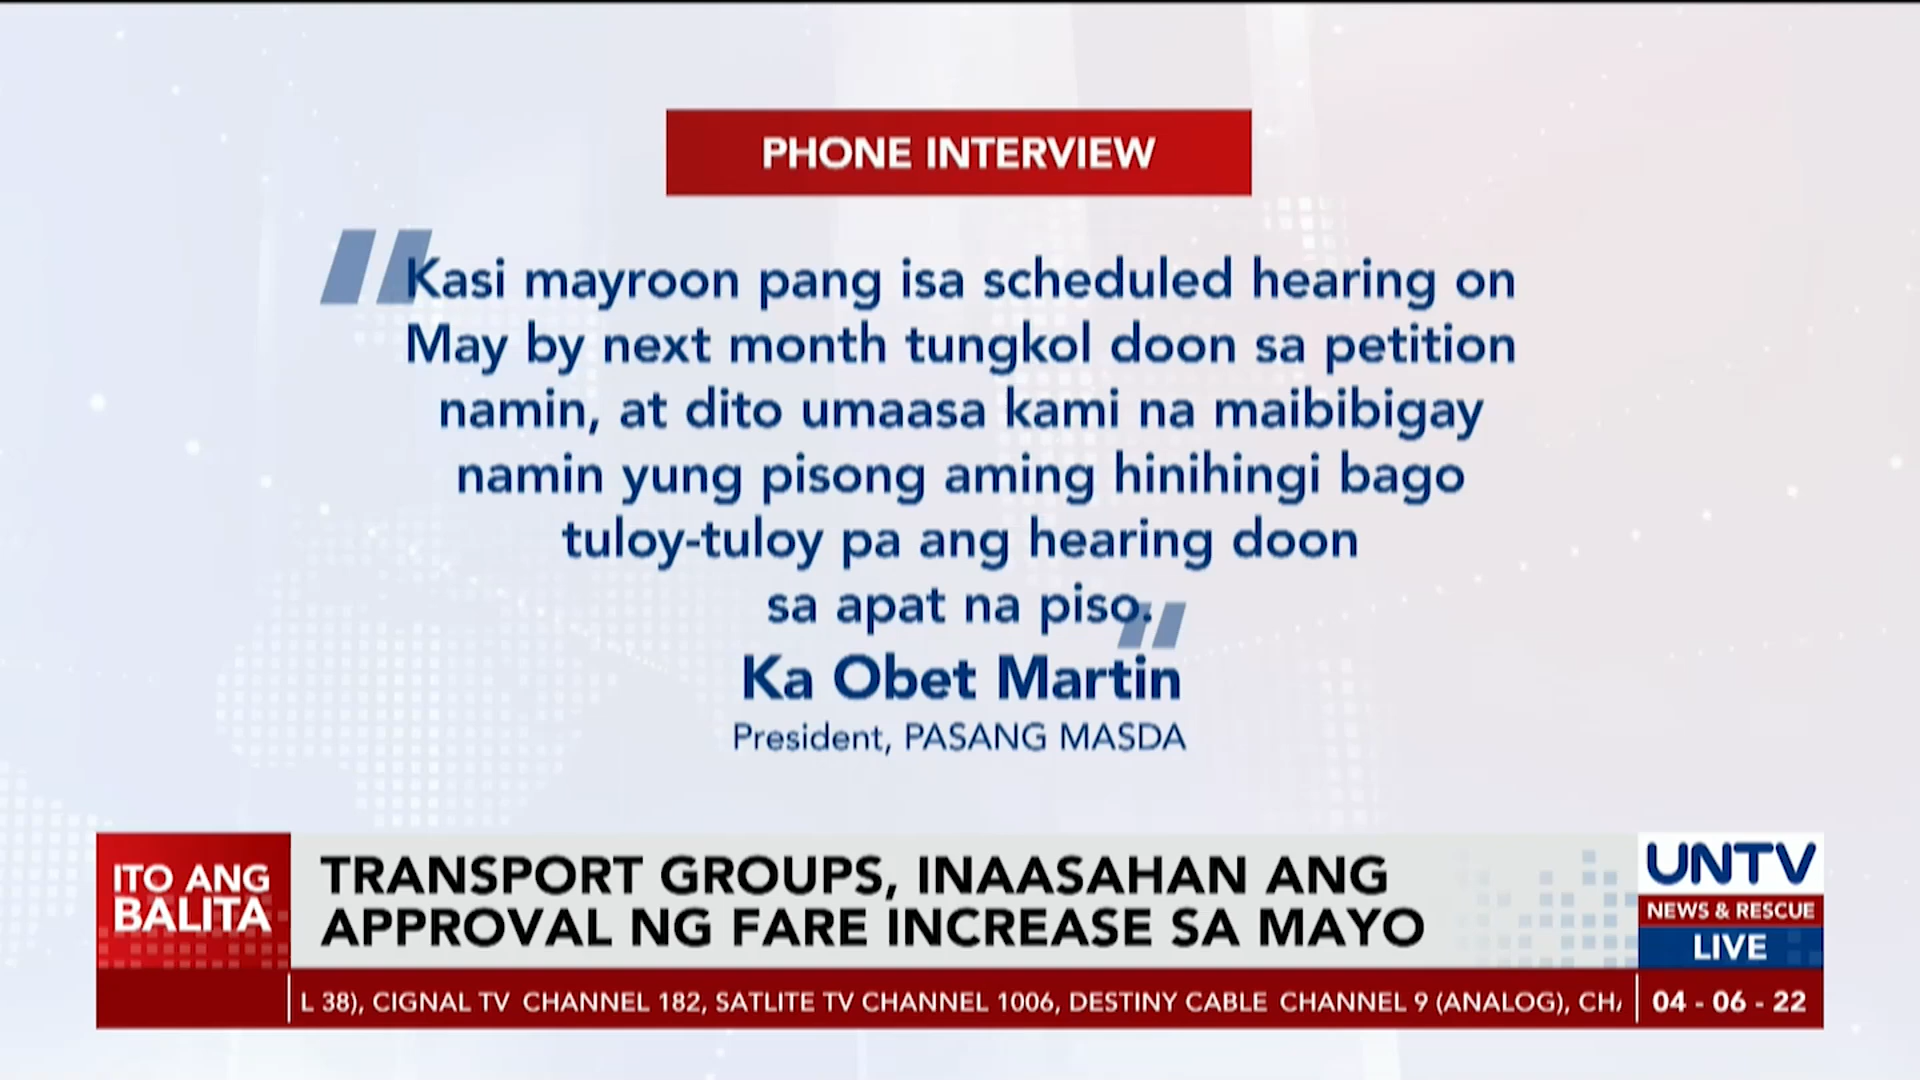 PHONE INTERVIEW
"Kasi mayroon pang isa scheduled hearing on
May by next month tungkol doon sa petition
namin, at dito umaasa kami na maibibigay
namin yung pisong aming hinihingi bago
tuloy-tuloy pa ang hearing doon
sa apat na piso."
Ka Obet Martin
President, PASANG MASDA
ITO ANG
BALITA
TRANSPORT GROUPS, INAASAHAN ANG
APPROVAL NG FARE INCREASE SA MAYO
UNTV
NEWS & RESCUE
LIVE
L 38), CIGNAL TV CHANNEL 182, SATLITE TV CHANNEL 1006, DESTINY CABLE CHANNEL 9 (ANALOG), CH
04 - 06 - 22